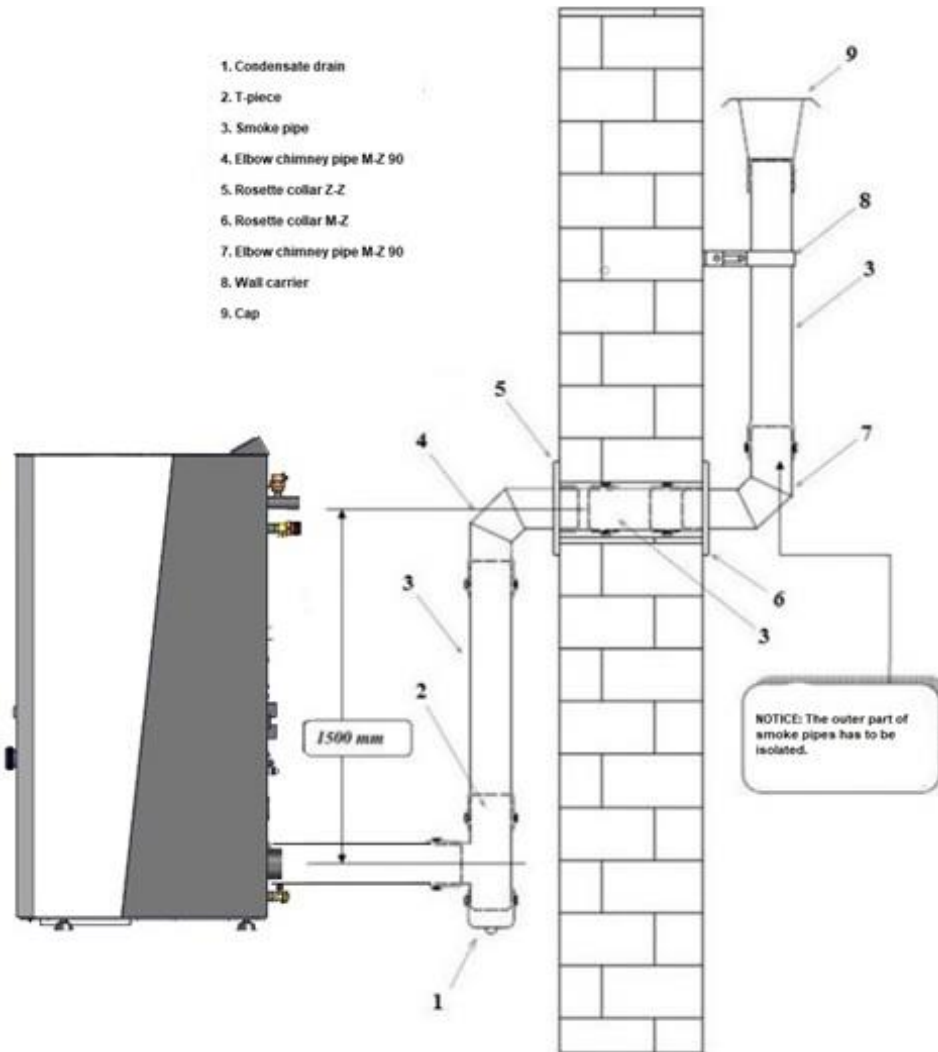 1. Condensate drain
2. T-piece
3. Smoke pipe
4. Elbow chimney pipe M-Z 90
5. Rosette collar Z-Z
6. Rosette collar M-Z
7. Elbow chimney pipe M-Z 90
8. Wall carrier
9. Cap
9
8
3
5
4
7
3
6
3
2
1500 mm
NOTICE: The outer part of
smoke pipes has to be
isolated.
1